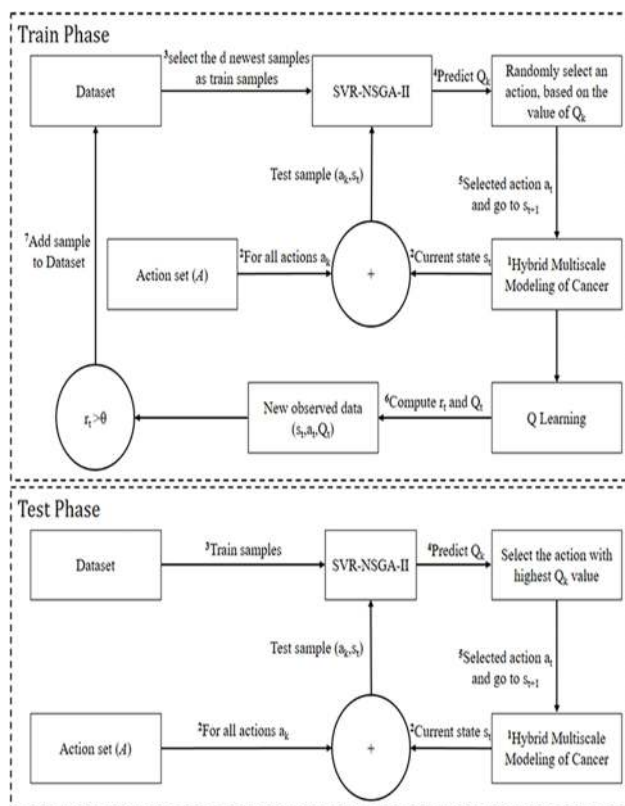 Train Phase
Dataset
³select the d newest samples
as train samples
SVR-NSGA-II
⁴Predict Qₖ
Randomly select an
action, based on the
value of Qₖ
Test sample (aₖ,sₜ)
⁵Selected action aₜ
and go to sₜ₊₁
⁷Add sample
to Dataset
Action set (A)
²For all actions aₖ
+
²Current state sₜ
¹Hybrid Multiscale
Modeling of Cancer
rₜ >θ
New observed data
(sₜ,aₜ,Qₜ)
⁶Compute rₜ and Qₜ
Q Learning
Test Phase
Dataset
³Train samples
SVR-NSGA-II
⁴Predict Qₖ
Select the action with
highest Qₖ value
Test sample (aₖ,sₜ)
⁵Selected action aₜ
and go to sₜ₊₁
Action set (A)
²For all actions aₖ
+
²Current state sₜ
¹Hybrid Multiscale
Modeling of Cancer